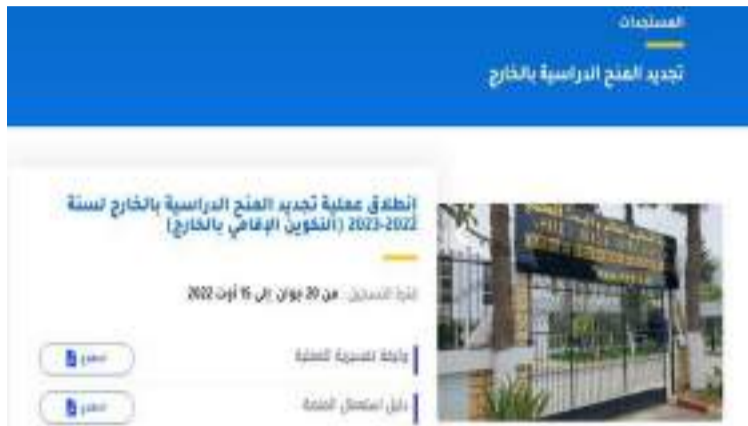 المستجدات
تجديد المنح الدراسية بالخارج
إنطلاق عملية تجديد المنح الدراسية بالخارج لسنة
2022-2023 (التكوين الإقامي بالخارج)
فترة التسجيل: من 20 جوان إلى 15 أوت 2022
وثيقة تفسيرية للعملية
دليل استعمال المنصة